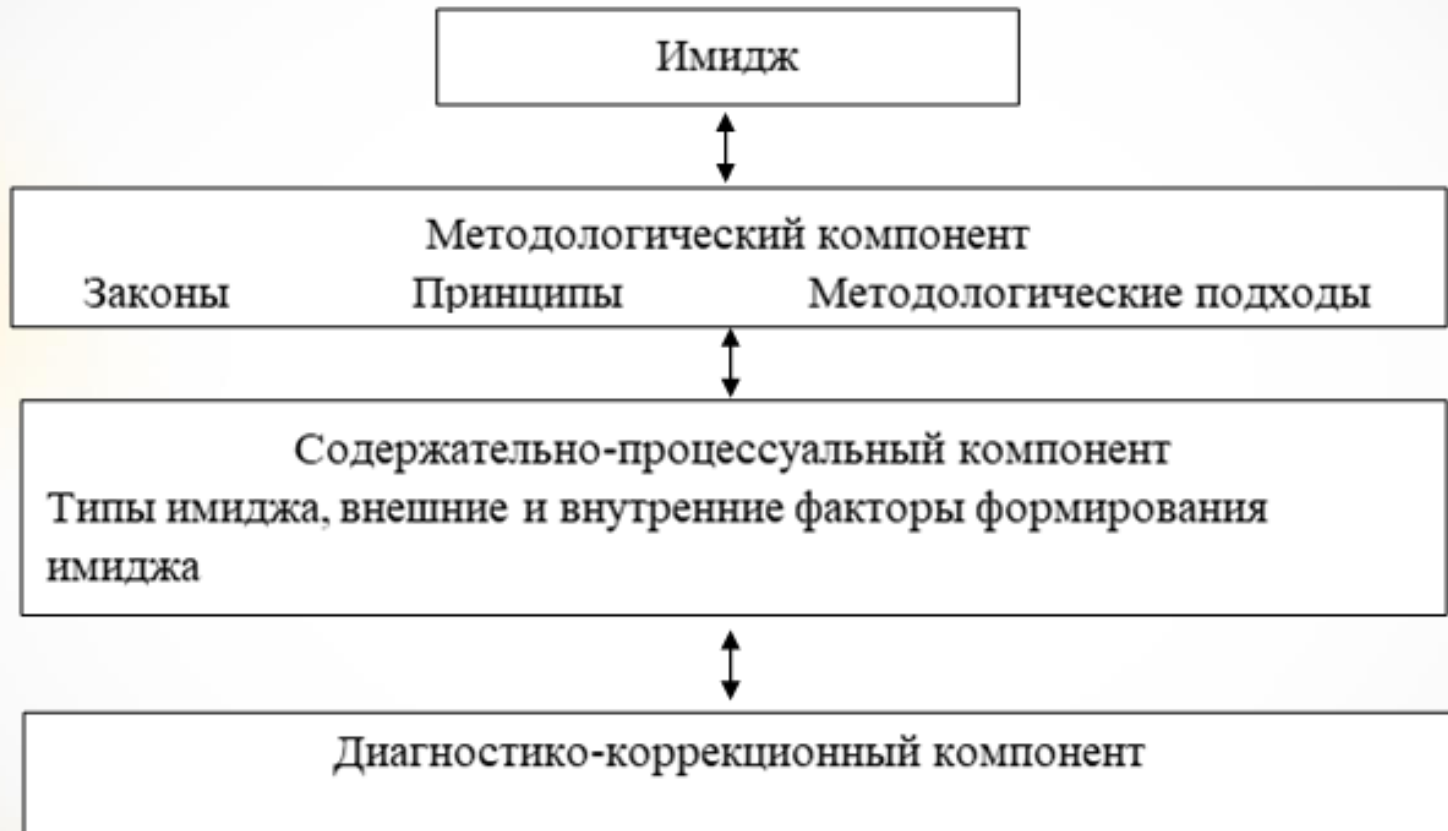 Имидж
Методологический компонент
Законы Принципы Методологические подходы
Содержательно-процессуальный компонент
Типы имиджа, внешние и внутренние факторы формирования
имиджа
Диагностико-коррекционный компонент